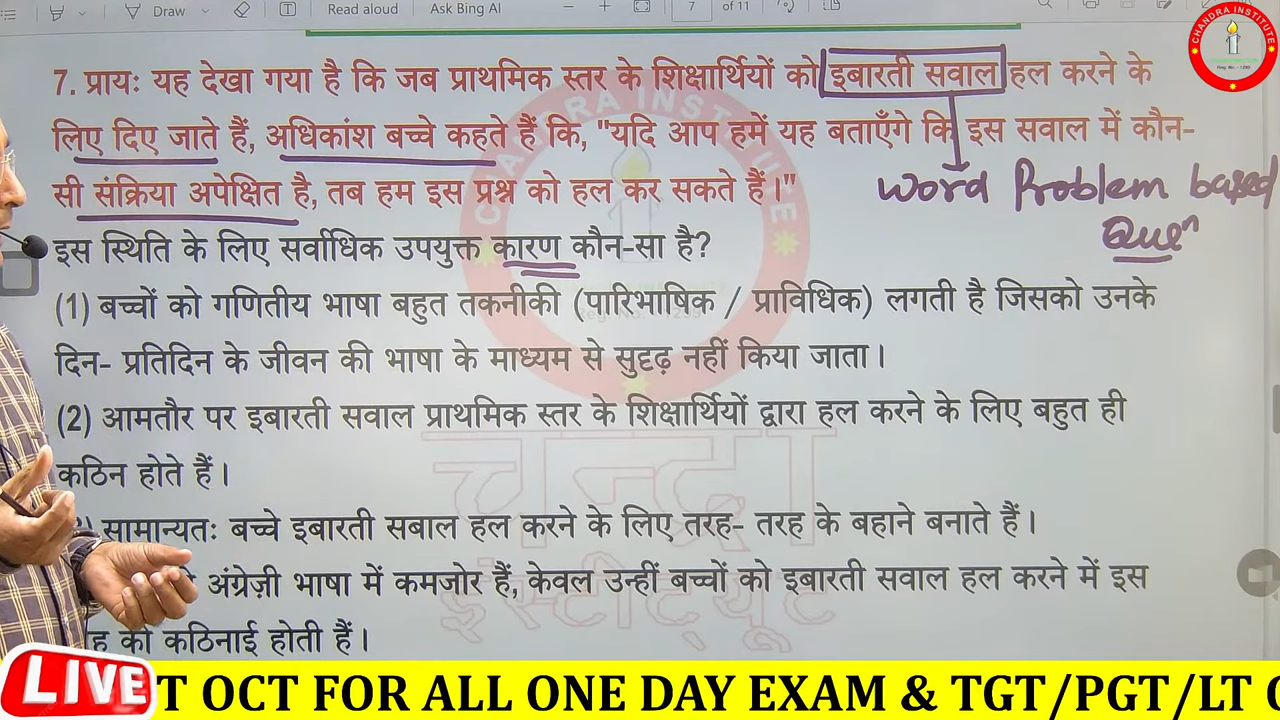 Draw
Read aloud
Ask Bing AI
7
of 11
CHANDRA INSTITUTE
7. प्रायः यह देखा गया है कि जब प्राथमिक स्तर के शिक्षार्थियों को इबारती सवाल हल करने के
लिए दिए जाते हैं, अधिकांश बच्चे कहते हैं कि, "यदि आप हमें यह बताएँगे कि इस सवाल में कौन-
सी संक्रिया अपेक्षित है, तब हम इस प्रश्न को हल कर सकते हैं।"
word Problem based
Queⁿ
इस स्थिति के लिए सर्वाधिक उपयुक्त कारण कौन-सा है?
(1) बच्चों को गणितीय भाषा बहुत तकनीकी (पारिभाषिक / प्राविधिक) लगती है जिसको उनके
दिन- प्रतिदिन के जीवन की भाषा के माध्यम से सुदृढ़ नहीं किया जाता।
(2) आमतौर पर इबारती सवाल प्राथमिक स्तर के शिक्षार्थियों द्वारा हल करने के लिए बहुत ही
कठिन होते हैं।
सामान्यतः बच्चे इबारती सबाल हल करने के लिए तरह- तरह के बहाने बनाते हैं।
अंग्रेज़ी भाषा में कमजोर हैं, केवल उन्हीं बच्चों को इबारती सवाल हल करने में इस
को कठिनाई होती हैं।
चन्द्रा
इंस्टीट्यूट
LIVE
T OCT FOR ALL ONE DAY EXAM & TGT/PGT/LT